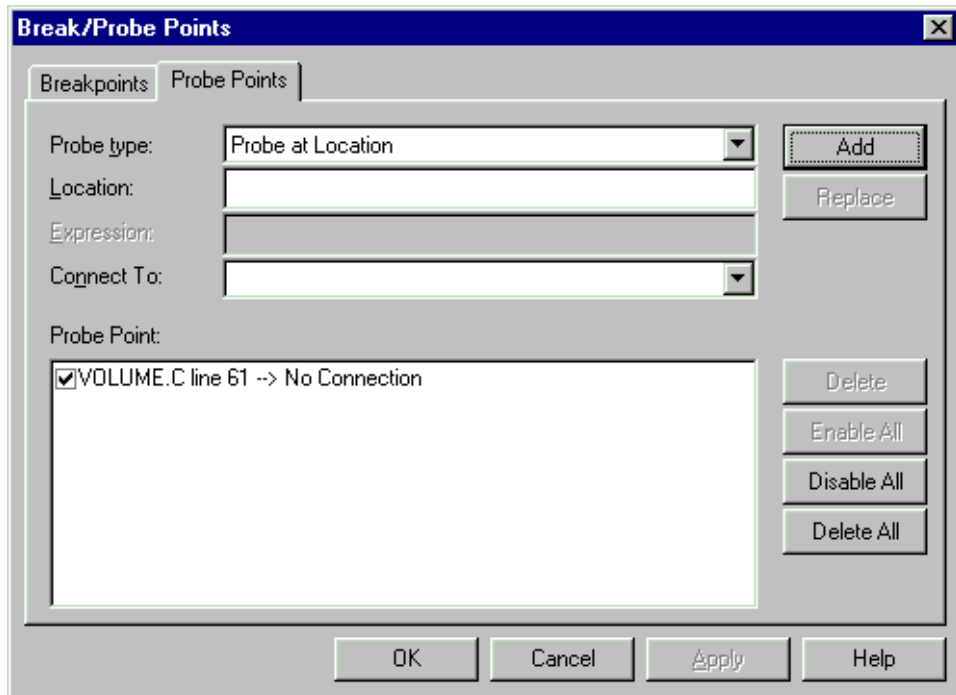 Break/Probe Points
Breakpoints Probe Points
Probe type: Probe at Location Add
Location: Replace
Expression:
Connect To:
Probe Point:
VOLUME.C line 61 --> No Connection
Delete
Enable All
Disable All
Delete All
OK Cancel Apply Help